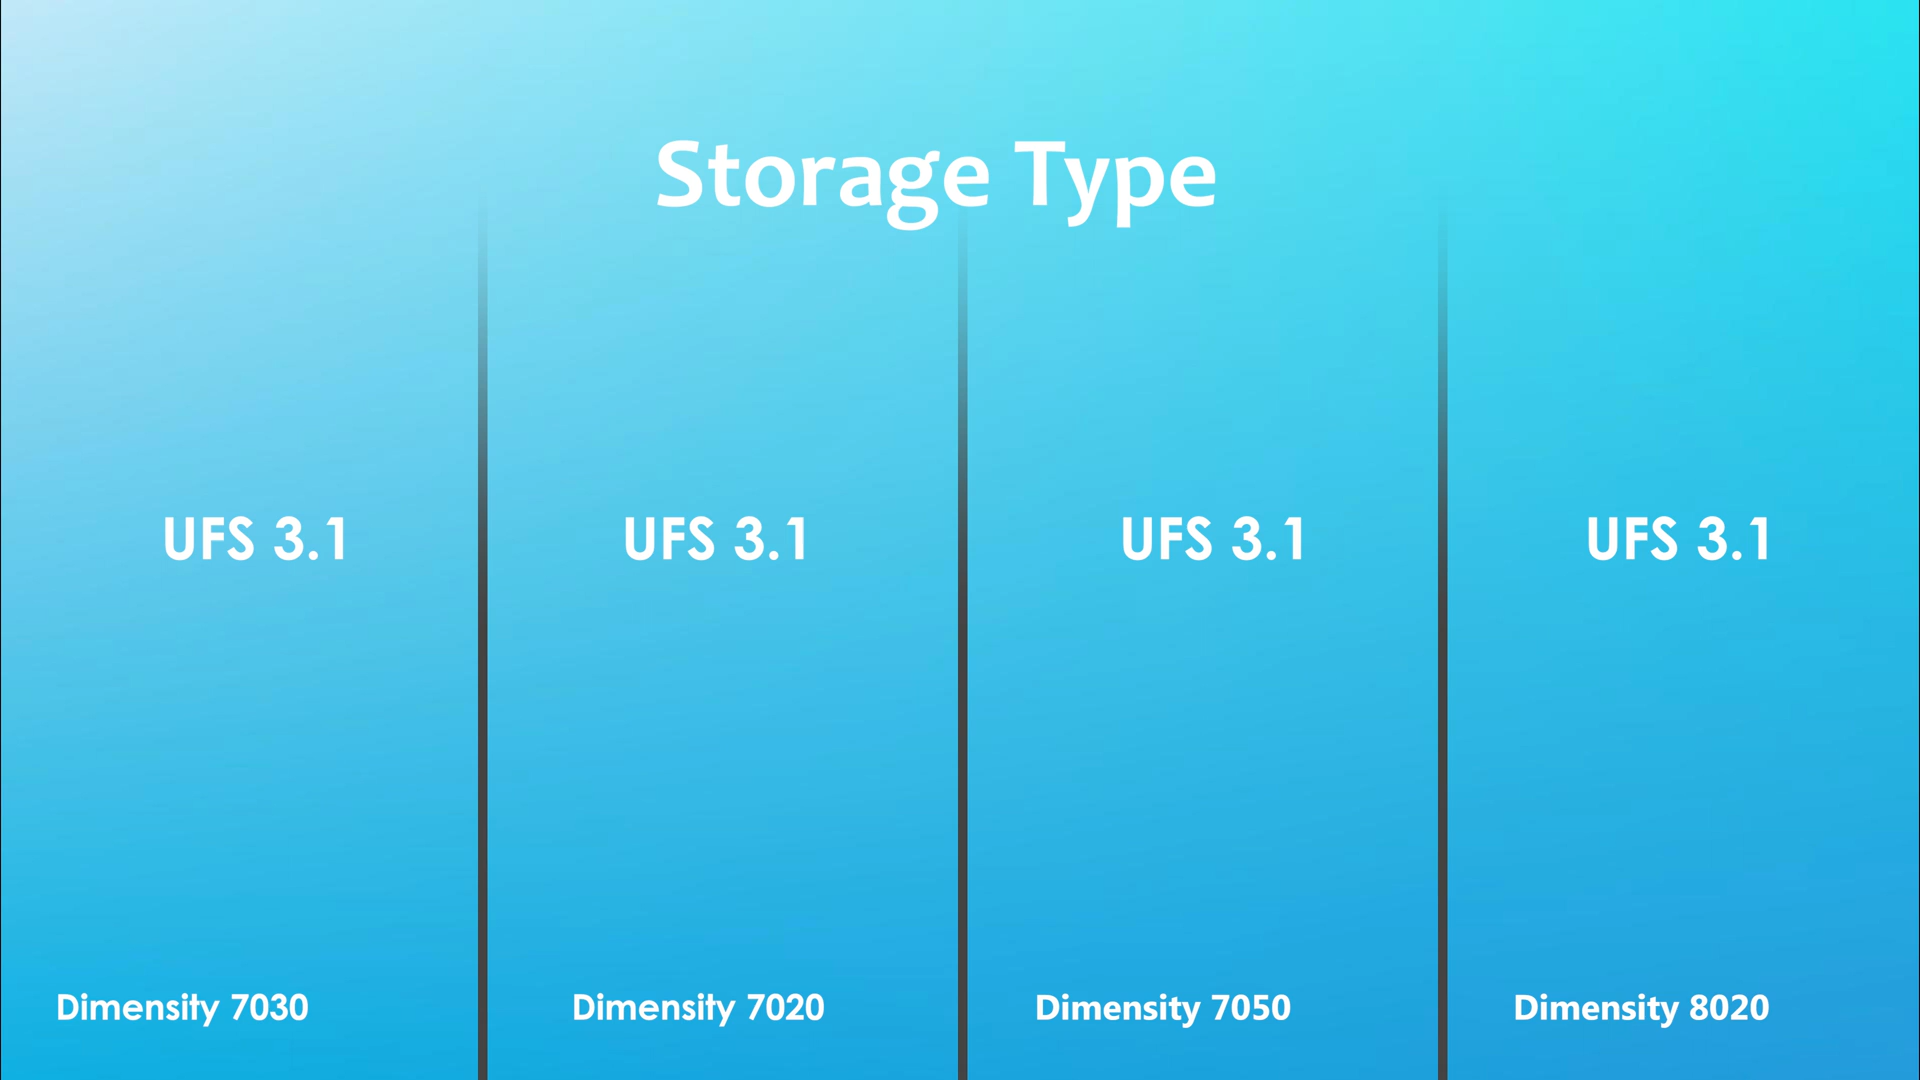 Storage Type
UFS 3.1
UFS 3.1
UFS 3.1
UFS 3.1
Dimensity 7030
Dimensity 7020
Dimensity 7050
Dimensity 8020